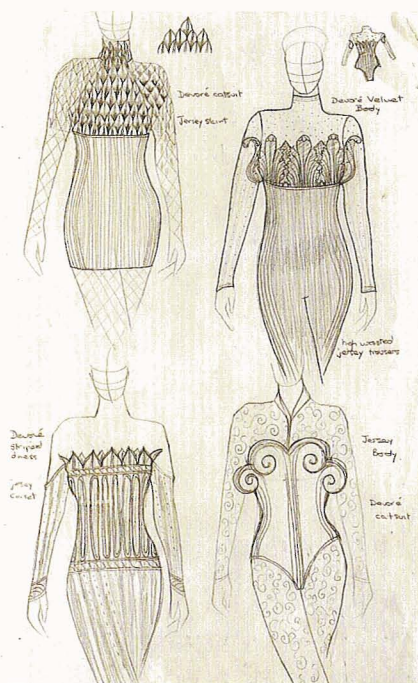 Devoré catsuit
Jersey skirt
Devoré Velvet
Body
high waisted
jersey trousers
Devoré
striped
dress
jersey
corset
Jersey
Body
Devoré
catsuit